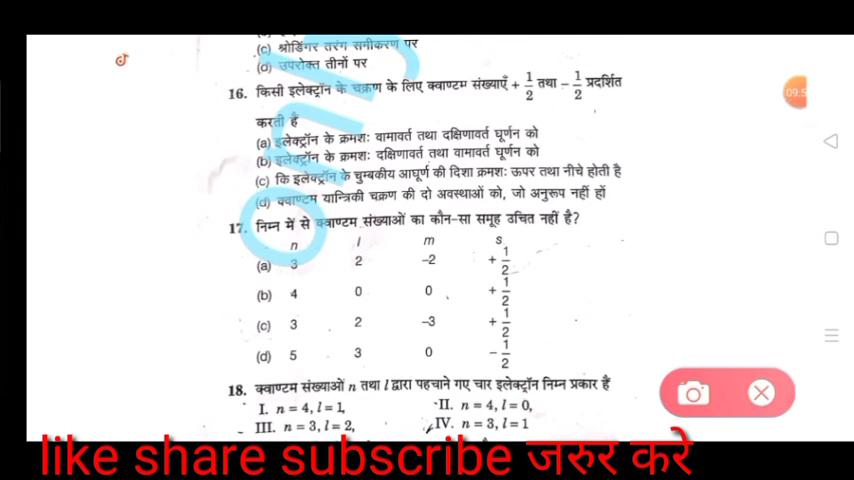 (c) श्रोडिंगर तरंग समीकरण पर
(d) उपरोक्त तीनों पर
16. किसी इलेक्ट्रॉन के चक्रण के लिए क्वाण्टम संख्याएँ + 1/2 तथा – 1/2 प्रदर्शित
करती हैं
(a) इलेक्ट्रॉन के क्रमशः वामावर्त तथा दक्षिणावर्त घूर्णन को
(b) इलेक्ट्रॉन के क्रमशः दक्षिणावर्त तथा वामावर्त घूर्णन को
(c) कि इलेक्ट्रॉन के चुम्बकीय आघूर्ण की दिशा क्रमशः ऊपर तथा नीचे होती है
(d) क्वाण्टम यान्त्रिकी चक्रण की दो अवस्थाओं को, जो अनुरूप नहीं हों
17. निम्न में से क्वाण्टम संख्याओं का कौन-सा समूह उचित नहीं है?
n l m s
(a) 3 2 –2 + 1/2
(b) 4 0 0 + 1/2
(c) 3 2 –3 + 1/2
(d) 5 3 0 – 1/2
18. क्वाण्टम संख्याओं n तथा l द्वारा पहचाने गए चार इलेक्ट्रॉन निम्न प्रकार हैं
I. n = 4, l = 1, II. n = 4, l = 0,
III. n = 3, l = 2, IV. n = 3, l = 1
only
09:5
like share subscribe जरुर करे